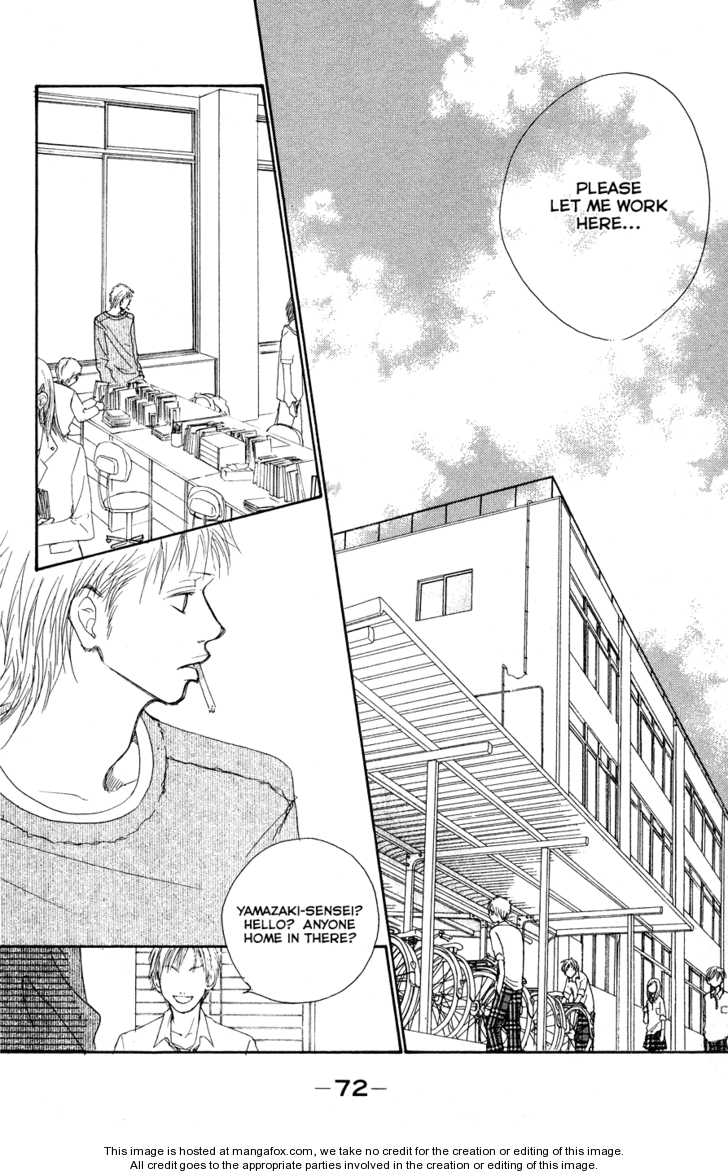 PLEASE
LET ME WORK
HERE...
YAMAZAKI-SENSEI?
HELLO? ANYONE
HOME IN THERE?
-72-
This image is hosted at mangafox.com, we take no credit for the creation or editing of this image.
All credit goes to the appropriate parties involved in the creation or editing of this image.